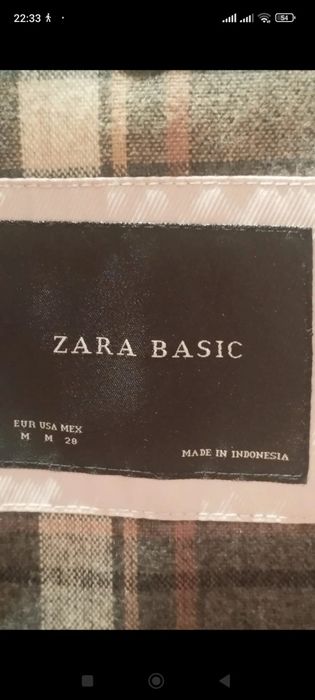 22:33
54
ZARA BASIC
EUR USA MEX
M M 28
MADE IN INDONESIA